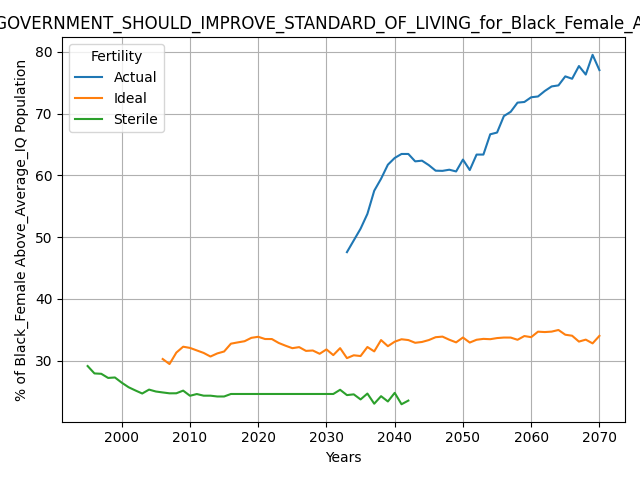 GOVERNMENT_SHOULD_IMPROVE_STANDARD_OF_LIVING_for_Black_Female_A
Fertility
Actual
Ideal
Sterile
% of Black_Female Above_Average_IQ Population
80
70
60
50
40
30
2000 2010 2020 2030 2040 2050 2060 2070
Years